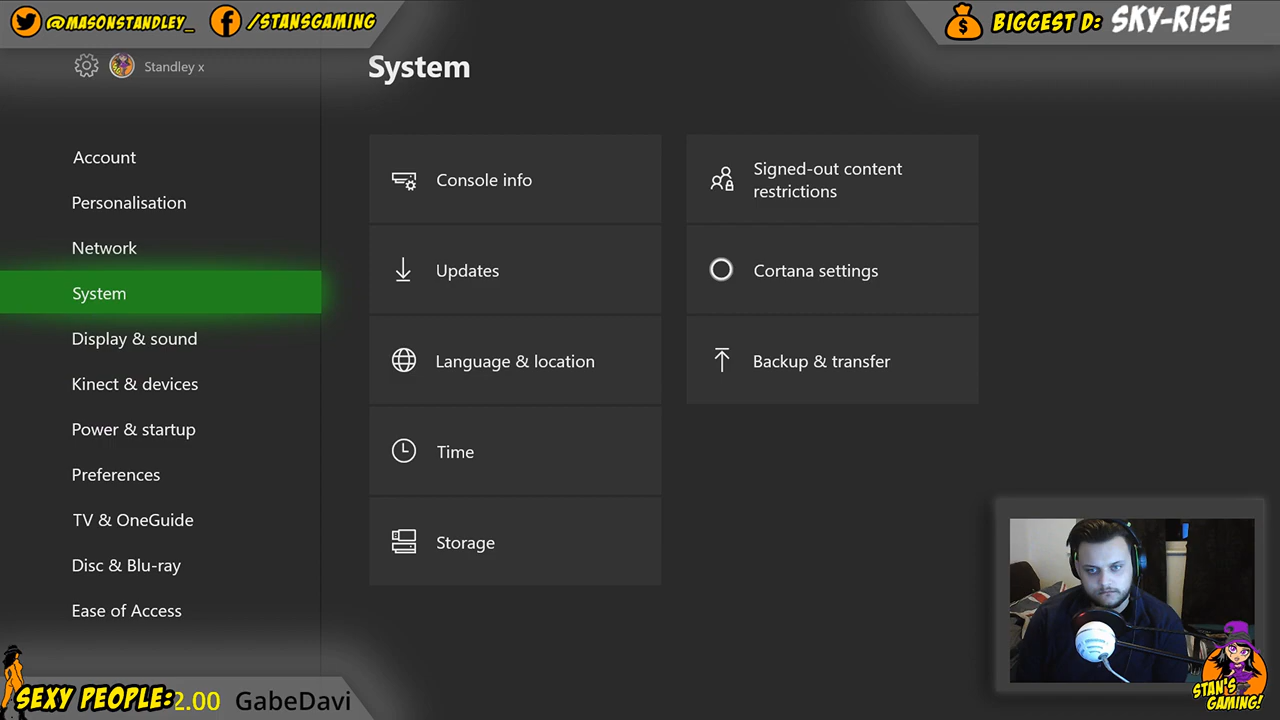 @MASONSTANDLEY_
/STANSGAMING
BIGGEST D: SKY-RISE
Standley x
System
Account
Personalisation
Network
System
Display & sound
Kinect & devices
Power & startup
Preferences
TV & OneGuide
Disc & Blu-ray
Ease of Access
Console info
Updates
Language & location
Time
Storage
Signed-out content
restrictions
Cortana settings
Backup & transfer
SEXY PEOPLE: 2.00 GabeDavi
STAN'S
GAMING!